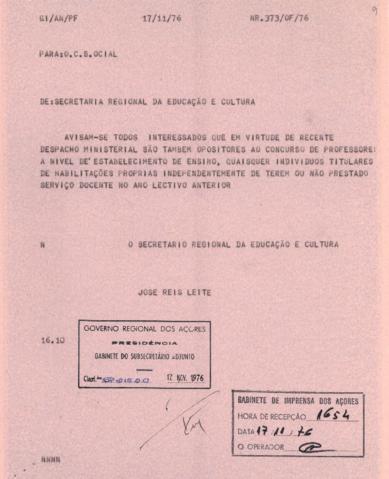 GI/AN/PF 17/11/76 NR.373/OF/76
9
PARA:O.C.S.OCIAL
DE:SECRETARIA REGIONAL DA EDUCAÇÃO E CULTURA
AVISAM-SE TODOS INTERESSADOS QUE EM VIRTUDE DE RECENTE
DESPACHO MINISTERIAL SÃO TAMBEM OPOSITORES AO CONCURSO DE PROFESSORE:
A NIVEL DE ESTABELECIMENTO DE ENSINO, QUAISQUER INDIVIDUOS TITULARES
DE HABILITAÇÕES PROPRIAS INDEPENDENTEMENTE DE TEREM OU NÃO PRESTADO
SERVIÇO DOCENTE NO ANO LECTIVO ANTERIOR
N O SECRETARIO REGIONAL DA EDUCAÇÃO E CULTURA
JOSE REIS LEITE
16.10
GOVERNO REGIONAL DOS AÇORES
PRESIDÊNCIA
GABINETE DO SUBSECRETÁRIO ADJUNTO
17 NOV. 1976
GABINETE DE IMPRENSA DOS AÇORES
HORA DE RECEPÇÃO 1654
DATA 17/11/76
O OPERADOR
NNNN